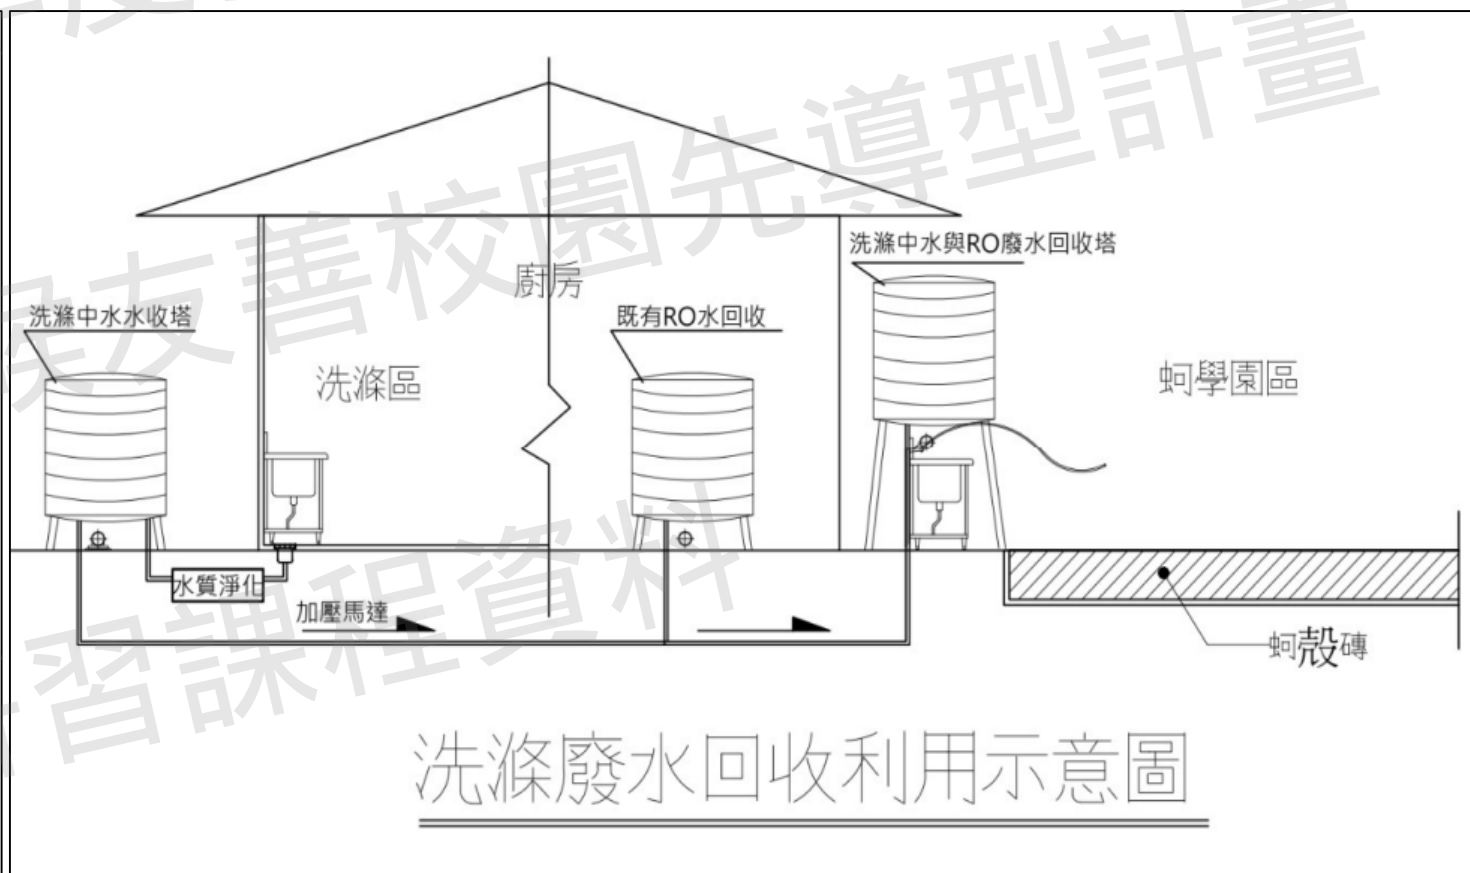 候友善校園先導型計畫
習課程資料
洗滌中水與RO廢水回收塔
廚房
洗滌中水水收塔
既有RO水回收
洗滌區
蚵學園區
水質淨化
加壓馬達
蚵殼磚
洗滌廢水回收利用示意圖